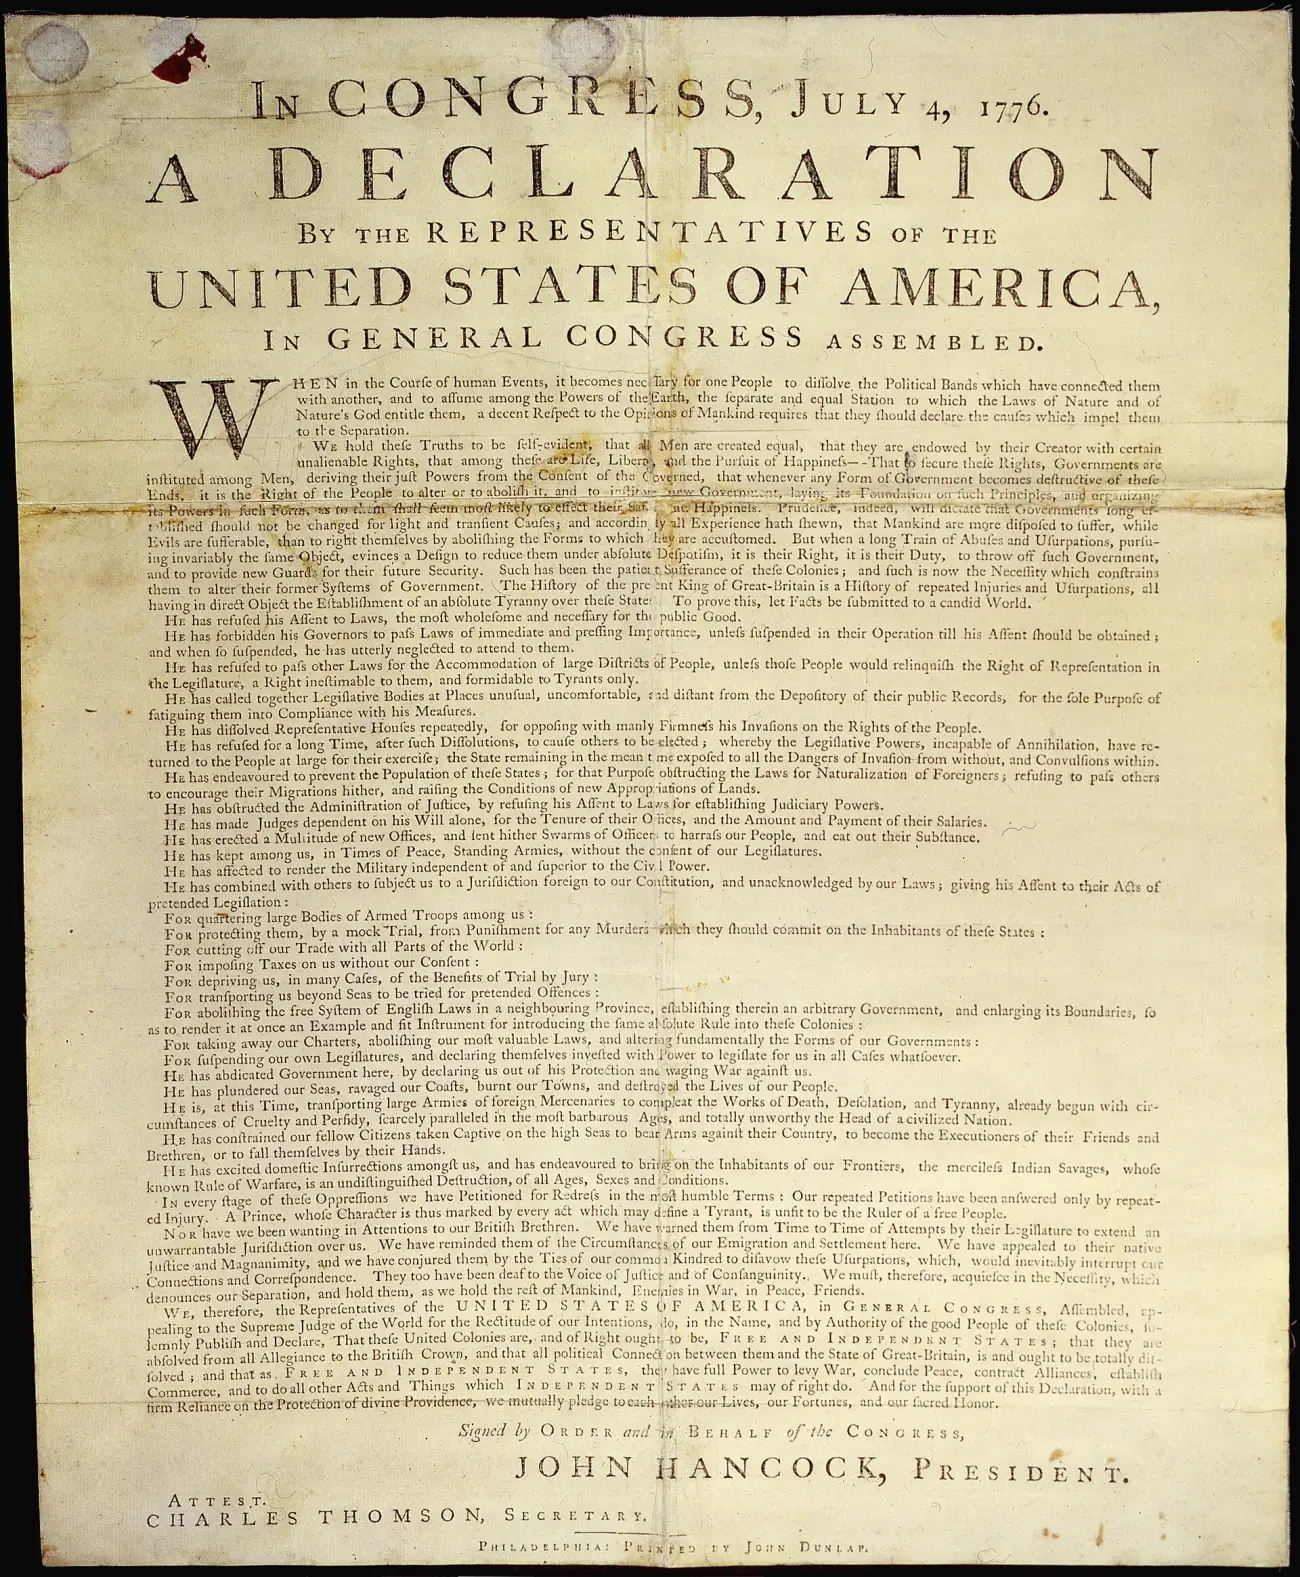 In CONGRESS, July 4, 1776.
A DECLARATION
By the REPRESENTATIVES of the
UNITED STATES OF AMERICA,
In GENERAL CONGRESS assembled.
WHEN in the Courſe of human Events, it becomes neceſſary for one People to diſſolve the Political Bands which have connected them
with another, and to aſſume among the Powers of the Earth, the ſeparate and equal Station to which the Laws of Nature and of
Nature's God entitle them, a decent Reſpect to the Opinions of Mankind requires that they ſhould declare the cauſes which impel them
to the Separation.
We hold theſe Truths to be ſelf-evident, that all Men are created equal, that they are endowed by their Creator with certain
unalienable Rights, that among theſe are Life, Liberty, and the Purſuit of Happineſs—-That to ſecure theſe Rights, Governments are
inſtituted among Men, deriving their juſt Powers from the Conſent of the Governed, that whenever any Form of Government becomes deſtructive of theſe
Ends, it is the Right of the People to alter or to aboliſh it, and to inſtitute new Government, laying its Foundation on ſuch Principles, and organizing
its Powers in ſuch Form, as to them ſhall ſeem moſt likely to effect their Safety and Happineſs. Prudence, indeed, will dictate that Governments long eſ-
tabliſhed ſhould not be changed for light and tranſient Cauſes; and accordingly all Experience hath ſhewn, that Mankind are more diſpoſed to ſuffer, while
Evils are ſufferable, than to right themſelves by aboliſhing the Forms to which they are accuſtomed. But when a long Train of Abuſes and Uſurpations, purſu-
ing invariably the ſame Object, evinces a Deſign to reduce them under abſolute Deſpotiſm, it is their Right, it is their Duty, to throw off ſuch Government,
and to provide new Guards for their future Security. Such has been the patient Sufferance of theſe Colonies; and ſuch is now the Neceſſity which conſtrains
them to alter their former Syſtems of Government. The Hiſtory of the preſent King of Great-Britain is a Hiſtory of repeated Injuries and Uſurpations, all
having in direct Object the Eſtabliſhment of an abſolute Tyranny over theſe States. To prove this, let Facts be ſubmitted to a candid World.
He has refuſed his Aſſent to Laws, the moſt wholeſome and neceſſary for the public Good.
He has forbidden his Governors to paſs Laws of immediate and preſſing Importance, unleſs ſuſpended in their Operation till his Aſſent ſhould be obtained;
and when ſo ſuſpended, he has utterly neglected to attend to them.
He has refuſed to paſs other Laws for the Accommodation of large Diſtricts of People, unleſs thoſe People would relinquiſh the Right of Repreſentation in
the Legiſlature, a Right ineſtimable to them, and formidable to Tyrants only.
He has called together Legiſlative Bodies at Places unuſual, uncomfortable, and diſtant from the Depoſitory of their public Records, for the ſole Purpoſe of
fatiguing them into Compliance with his Meaſures.
He has diſſolved Repreſentative Houſes repeatedly, for oppoſing with manly Firmneſs his Invaſions on the Rights of the People.
He has refuſed for a long Time, after ſuch Diſſolutions, to cauſe others to be elected; whereby the Legiſlative Powers, incapable of Annihilation, have re-
turned to the People at large for their exerciſe; the State remaining in the mean time expoſed to all the Dangers of Invaſion from without, and Convulſions within.
He has endeavoured to prevent the Population of theſe States; for that Purpoſe obſtructing the Laws for Naturalization of Foreigners; refuſing to paſs others
to encourage their Migrations hither, and raiſing the Conditions of new Appropriations of Lands.
He has obſtructed the Adminiſtration of Juſtice, by refuſing his Aſſent to Laws for eſtabliſhing Judiciary Powers.
He has made Judges dependent on his Will alone, for the Tenure of their Offices, and the Amount and Payment of their Salaries.
He has erected a Multitude of new Offices, and ſent hither Swarms of Officers to harraſs our People, and eat out their Subſtance.
He has kept among us, in Times of Peace, Standing Armies, without the conſent of our Legiſlatures.
He has affected to render the Military independent of and ſuperior to the Civil Power.
He has combined with others to ſubject us to a Juriſdiction foreign to our Conſtitution, and unacknowledged by our Laws; giving his Aſſent to their Acts of
pretended Legiſlation:
For quartering large Bodies of Armed Troops among us:
For protecting them, by a mock Trial, from Puniſhment for any Murders which they ſhould commit on the Inhabitants of theſe States:
For cutting off our Trade with all Parts of the World:
For impoſing Taxes on us without our Conſent:
For depriving us, in many Caſes, of the Benefits of Trial by Jury:
For tranſporting us beyond Seas to be tried for pretended Offences:
For aboliſhing the free Syſtem of Engliſh Laws in a neighbouring Province, eſtabliſhing therein an arbitrary Government, and enlarging its Boundaries, ſo
as to render it at once an Example and fit Inſtrument for introducing the ſame abſolute Rule into theſe Colonies:
For taking away our Charters, aboliſhing our moſt valuable Laws, and altering fundamentally the Forms of our Governments:
For ſuſpending our own Legiſlatures, and declaring themſelves inveſted with Power to legiſlate for us in all Caſes whatſoever.
He has abdicated Government here, by declaring us out of his Protection and waging War againſt us.
He has plundered our Seas, ravaged our Coaſts, burnt our Towns, and deſtroyed the Lives of our People.
He is, at this Time, tranſporting large Armies of foreign Mercenaries to compleat the Works of Death, Deſolation, and Tyranny, already begun with cir-
cumſtances of Cruelty and Perfidy, ſcarcely paralleled in the moſt barbarous Ages, and totally unworthy the Head of a civilized Nation.
He has conſtrained our fellow Citizens taken Captive on the high Seas to bear Arms againſt their Country, to become the Executioners of their Friends and
Brethren, or to fall themſelves by their Hands.
He has excited domeſtic Inſurrections amongſt us, and has endeavoured to bring on the Inhabitants of our Frontiers, the mercileſs Indian Savages, whoſe
known Rule of Warfare, is an undiſtinguiſhed Deſtruction, of all Ages, Sexes and Conditions.
In every ſtage of theſe Oppreſſions we have Petitioned for Redreſs in the moſt humble Terms: Our repeated Petitions have been anſwered only by repeat-
ed Injury. A Prince, whoſe Character is thus marked by every act which may define a Tyrant, is unfit to be the Ruler of a free People.
Nor have we been wanting in Attentions to our Britiſh Brethren. We have warned them from Time to Time of Attempts by their Legiſlature to extend an
unwarrantable Juriſdiction over us. We have reminded them of the Circumſtances of our Emigration and Settlement here. We have appealed to their native
Juſtice and Magnanimity, and we have conjured them by the Ties of our common Kindred to diſavow theſe Uſurpations, which, would inevitably interrupt our
Connections and Correſpondence. They too have been deaf to the Voice of Juſtice and of Conſanguinity. We muſt, therefore, acquieſce in the Neceſſity, which
denounces our Separation, and hold them, as we hold the reſt of Mankind, Enemies in War, in Peace, Friends.
We, therefore, the Repreſentatives of the UNITED STATES OF AMERICA, in General Congress, Aſſembled, ap-
pealing to the Supreme Judge of the World for the Rectitude of our Intentions, do, in the Name, and by Authority of the good People of theſe Colonies, ſo-
lemnly Publiſh and Declare, That theſe United Colonies are, and of Right ought to be, Free and Independent States; that they are
abſolved from all Allegiance to the Britiſh Crown, and that all political Connection between them and the State of Great-Britain, is and ought to be totally diſ-
ſolved; and that as Free and Independent States, they have full Power to levy War, conclude Peace, contract Alliances, eſtabliſh
Commerce, and to do all other Acts and Things which Independent States may of right do. And for the ſupport of this Declaration, with a
firm Reliance on the Protection of divine Providence, we mutually pledge to each other our Lives, our Fortunes, and our ſacred Honor.
Signed by Order and in Behalf of the Congress,
JOHN HANCOCK, President.
Attest.
CHARLES THOMSON, Secretary.
Philadelphia: Printed by John Dunlap.